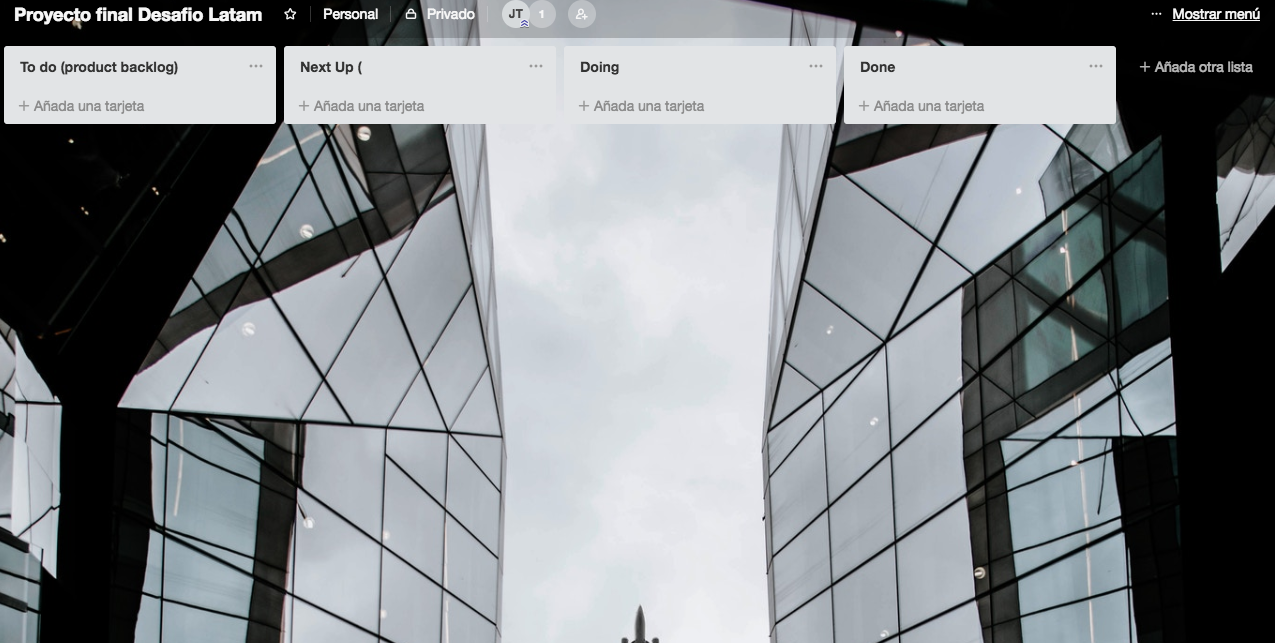 Proyecto final Desafio Latam Personal Privado JT 1 ... Mostrar menú
To do (product backlog) ... Next Up ( ... Doing ... Done ... + Añada otra lista
+ Añada una tarjeta + Añada una tarjeta + Añada una tarjeta + Añada una tarjeta